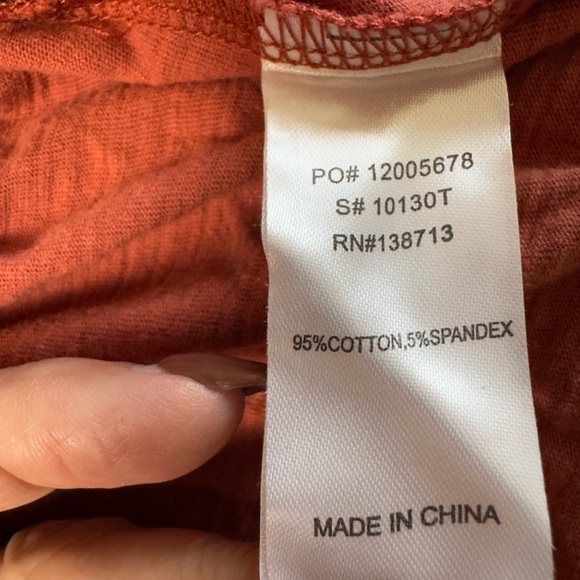 PO# 12005678
S# 10130T
RN#138713
95%COTTON,5%SPANDEX
MADE IN CHINA